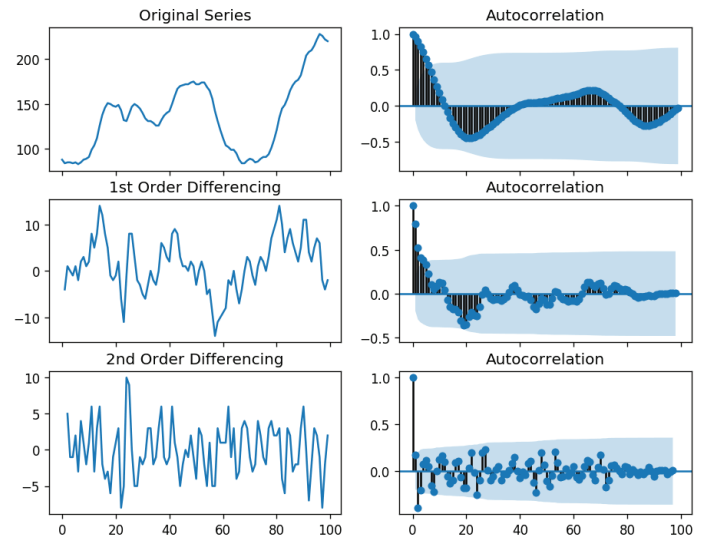 Original Series
200
150
100
Autocorrelation
1.0
0.5
0.0
−0.5
1st Order Differencing
10
0
−10
Autocorrelation
1.0
0.5
0.0
−0.5
2nd Order Differencing
10
5
0
−5
0 20 40 60 80 100
Autocorrelation
1.0
0.5
0.0
0 20 40 60 80 100